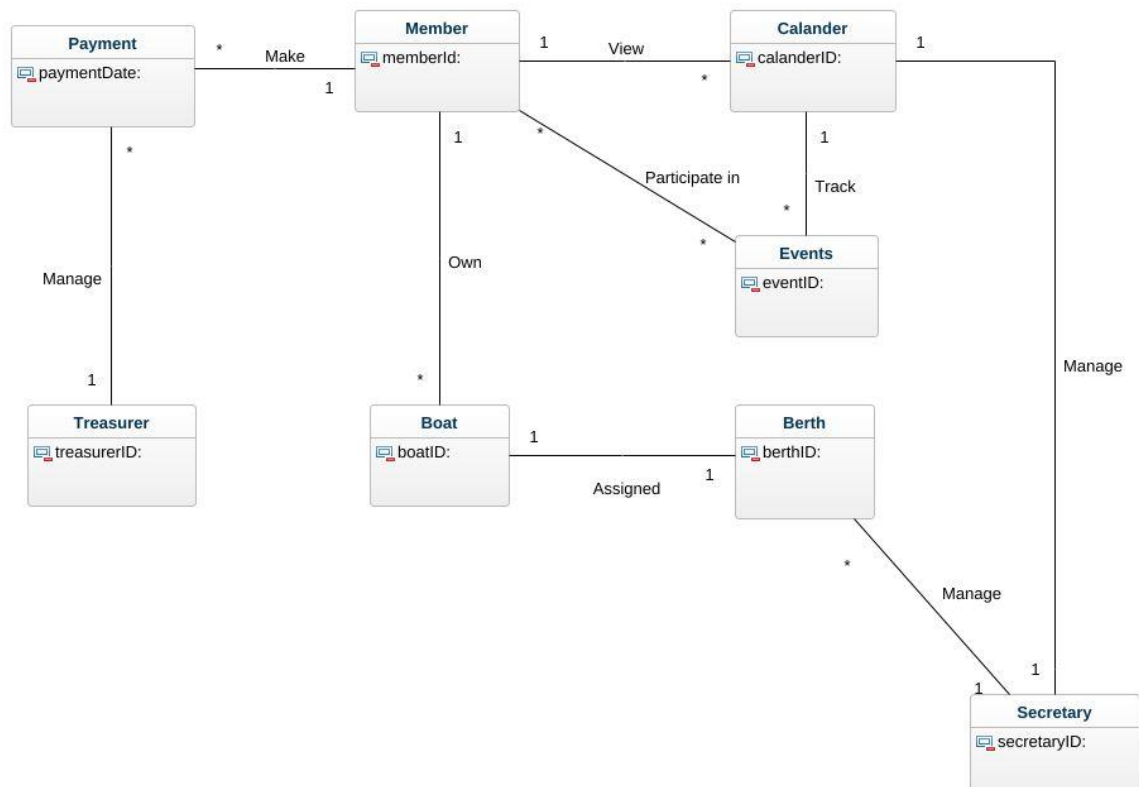 Payment
paymentDate:
*
Make
1
Member
memberId:
1
View
*
Calander
calanderID:
1
*
1
*
Participate in
*
1
Track
*
Events
eventID:
Manage
1
Own
*
Manage
Treasurer
treasurerID:
Boat
boatID:
1
Assigned
1
Berth
berthID:
*
Manage
1
1
Secretary
secretaryID: